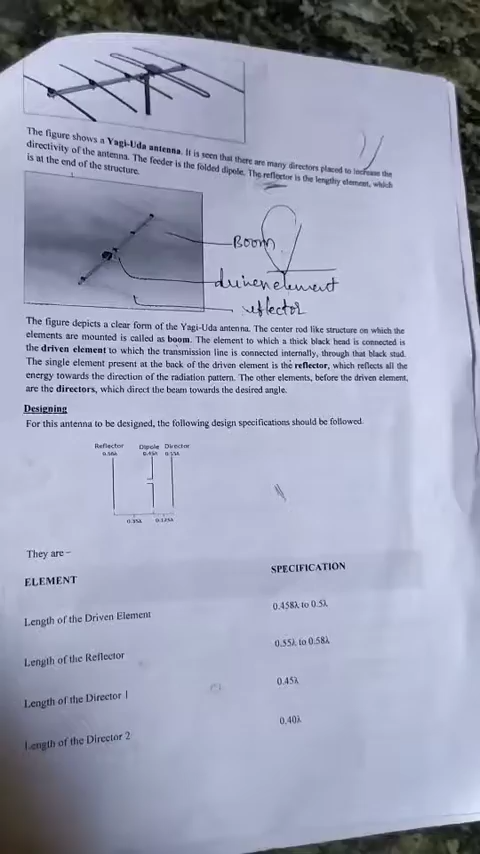 The figure shows a Yagi-Uda antenna. It is seen that there are many directors placed to increase the
directivity of the antenna. The feeder is the folded dipole. The reflector is the lengthy element, which
is at the end of the structure.
Boom
driven element
reflector
The figure depicts a clear form of the Yagi-Uda antenna. The center rod like structure on which the
elements are mounted is called as boom. The element to which a thick black head is connected is
the driven element to which the transmission line is connected internally, through that black stud.
The single element present at the back of the driven element is the reflector, which reflects all the
energy towards the direction of the radiation pattern. The other elements, before the driven element,
are the directors, which direct the beam towards the desired angle.
Designing
For this antenna to be designed, the following design specifications should be followed.
Reflector Dipole Director
0.35λ 0.125λ
They are –
ELEMENT SPECIFICATION
Length of the Driven Element 0.458λ to 0.5λ
Length of the Reflector 0.55λ to 0.58λ
Length of the Director 1 0.45λ
Length of the Director 2 0.40λ